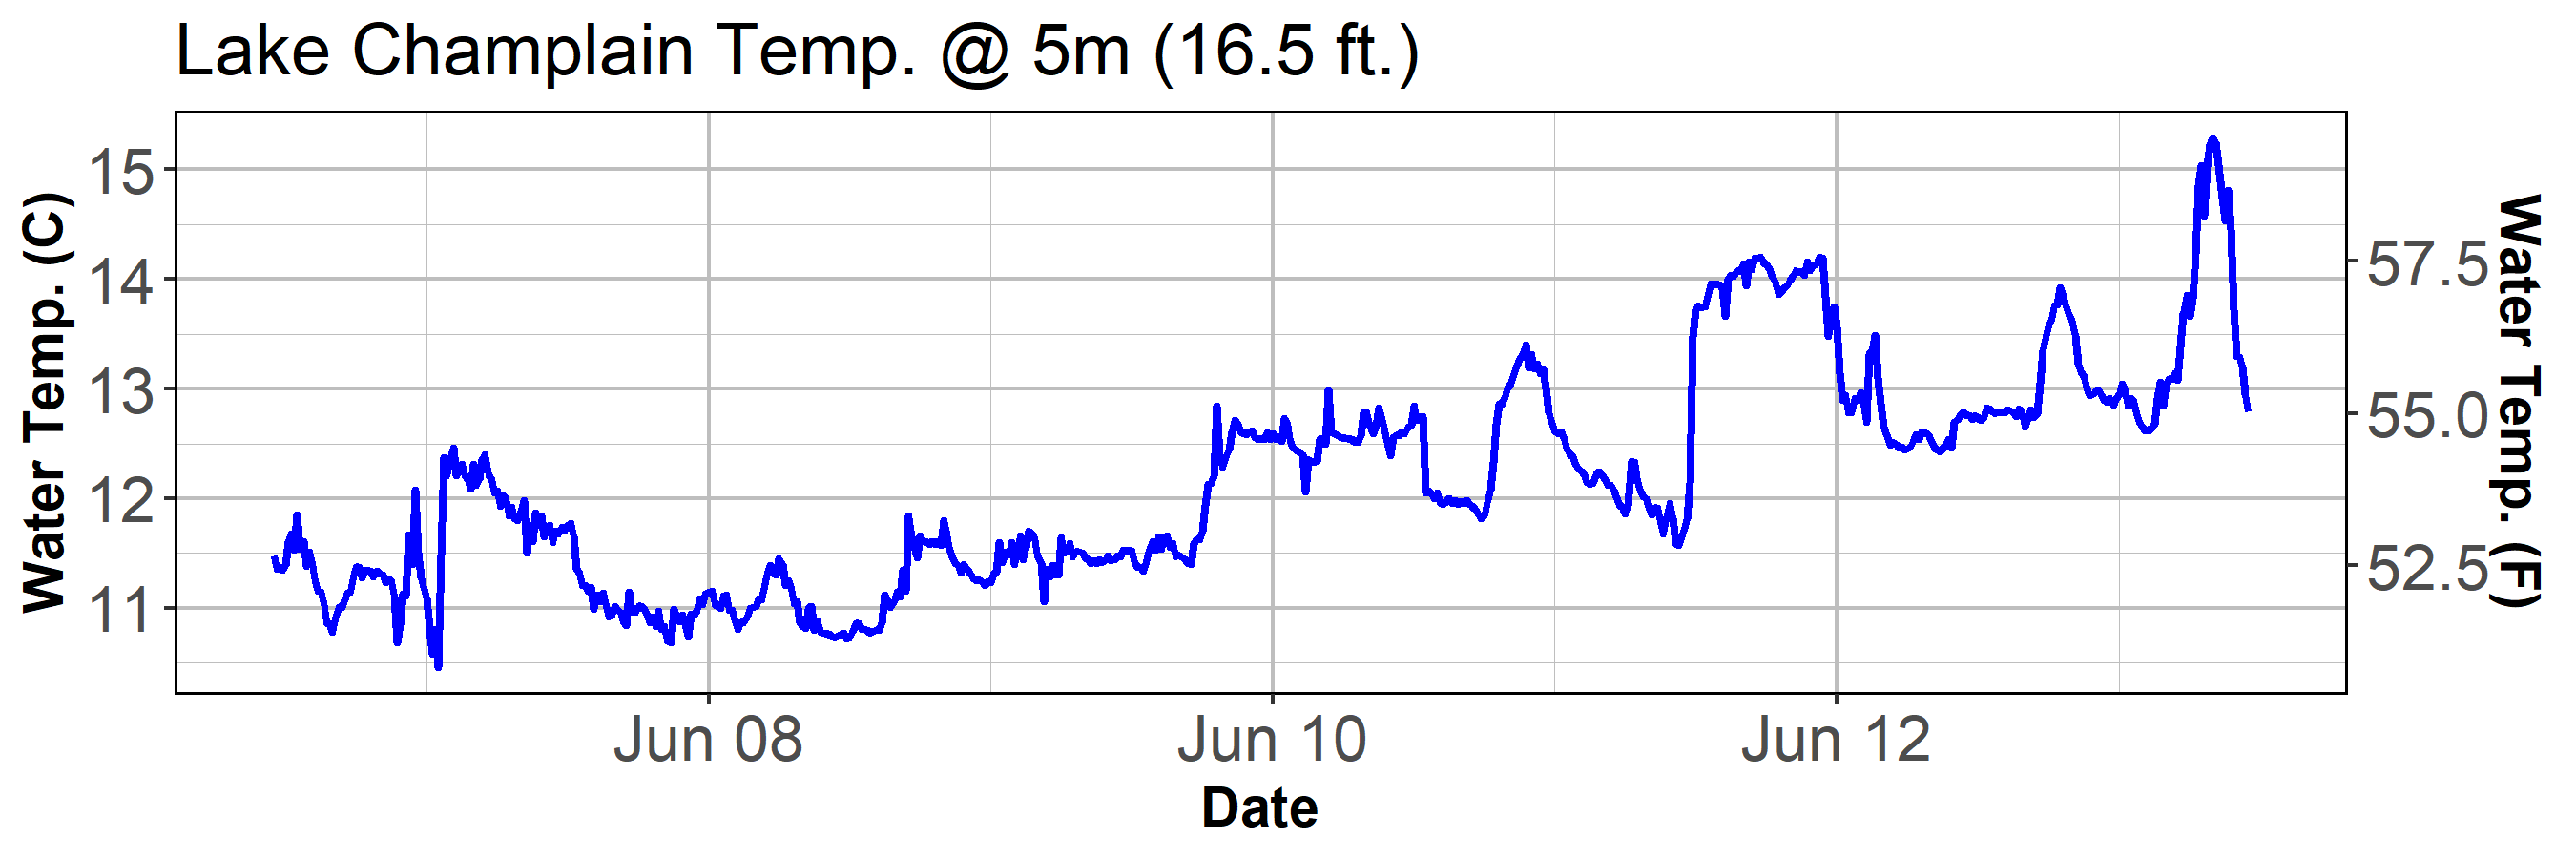 Lake Champlain Temp. @ 5m (16.5 ft.)
Water Temp. (C)
15
14
13
12
11
57.5
55.0
52.5
Water Temp. (F)
Jun 08
Jun 10
Jun 12
Date